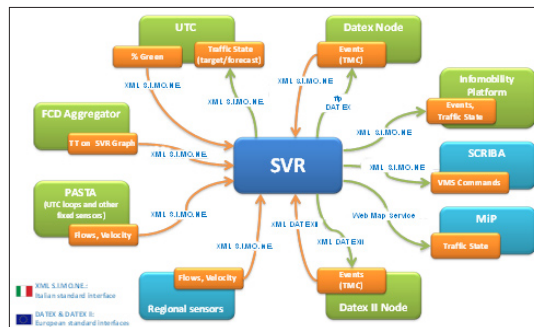 UTC
% Green
Traffic State
(target/forecast)
XML S.I.MO.NE.
XML S.I.MO.NE.
Datex Node
Events
(TMC)
XML S.I.MO.NE.
DATEX
Infomobility
Platform
Events,
Traffic State
XML S.I.MO.NE.
FCD Aggregator
TT on SVR Graph
XML S.I.MO.NE.
SVR
SCRIBA
VMS Commands
XML S.I.MO.NE.
PASTA
(UTC loops and other
fixed sensors)
Flows, Velocity
XML S.I.MO.NE.
Web Map Service
MiP
Traffic State
XML S.I.MO.NE.
XML DATEXII
XML DATEXII
Flows, Velocity
Regional sensors
Events
(TMC)
Datex II Node
XML S.I.MO.NE.:
Italian standard interface
DATEX & DATEX II:
European standard interfaces